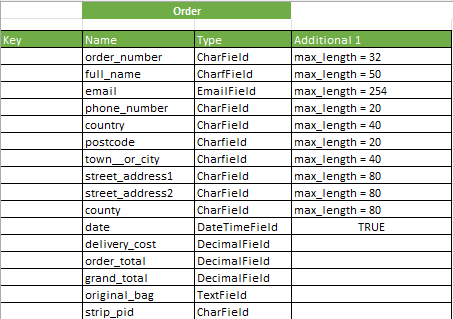 Order
Key Name Type Additional 1
order_number CharField max_length = 32
full_name CharfField max_length = 50
email EmailField max_length = 254
phone_number CharField max_length = 20
country CharField max_length = 40
postcode CharField max_length = 20
town__or_city CharField max_length = 40
street_address1 CharField max_length = 80
street_address2 CharField max_length = 80
county CharField max_length = 80
date DateTimeField TRUE
delivery_cost DecimalField
order_total DecimalField
grand_total DecimalField
original_bag TextField
strip_pid CharField